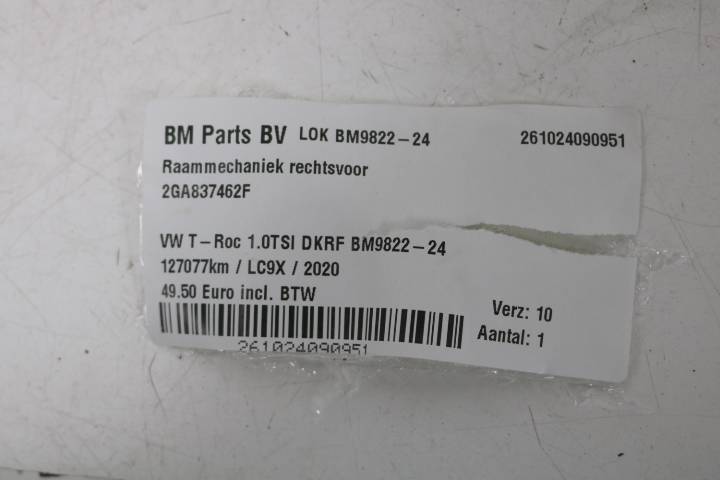 BM Parts BV LOK BM9822-24 261024090951
Raammechaniek rechtsvoor
2GA837462F
VW T-Roc 1.0TSI DKRF BM9822-24
127077km / LC9X / 2020
49.50 Euro incl. BTW
Verz: 10
Aantal: 1
261024090951